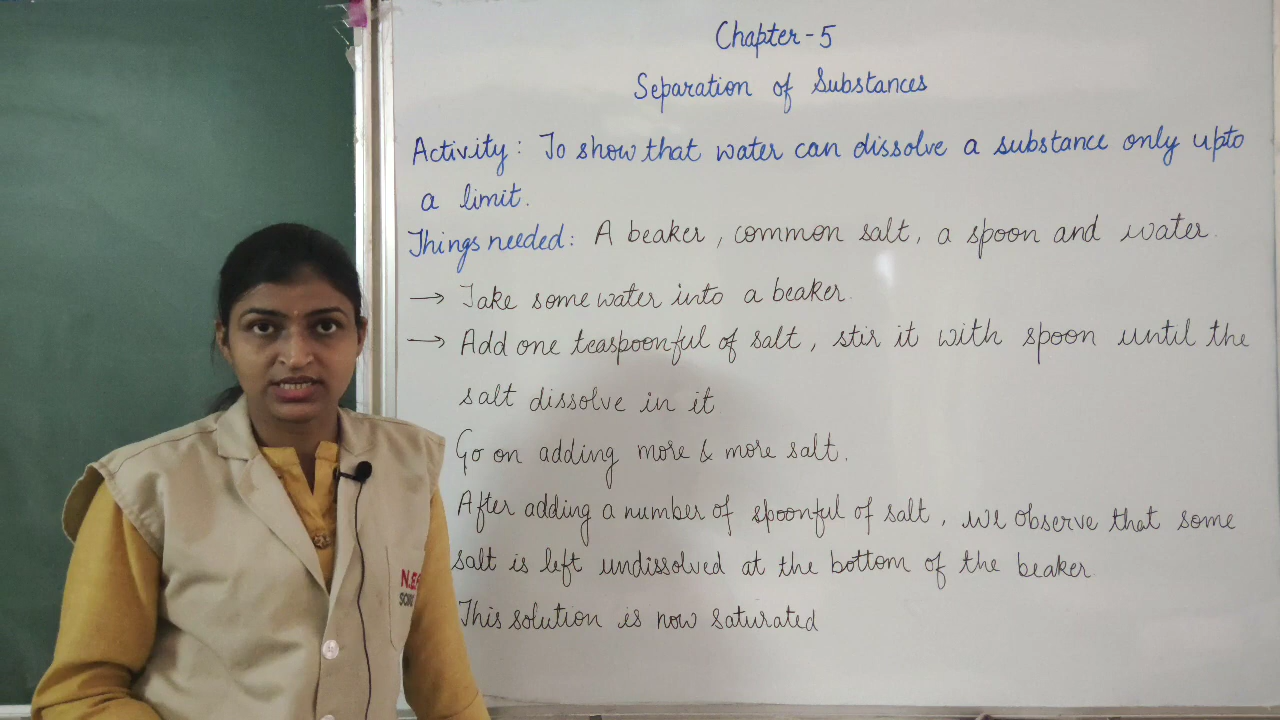 Chapter-5
Separation of Substances
Activity: To show that water can dissolve a substance only upto
a limit.
Things needed: A beaker, common salt, a spoon and water.
→ Take some water into a beaker.
→ Add one teaspoonful of salt, stir it with spoon until the
salt dissolve in it
Go on adding more & more salt.
After adding a number of spoonful of salt, we observe that some
salt is left undissolved at the bottom of the beaker
This solution is now saturated